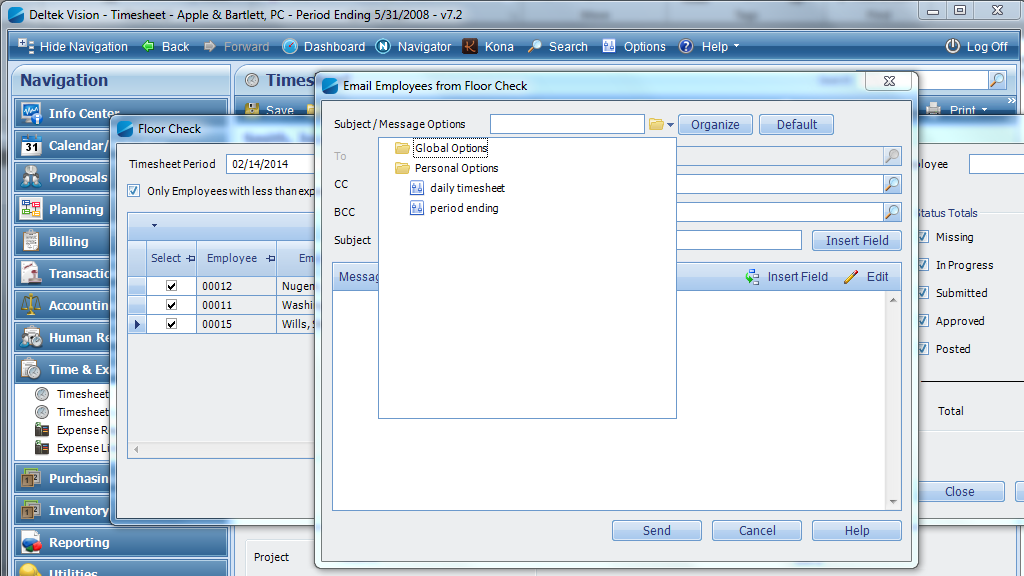 Deltek Vision - Timesheet - Apple & Bartlett, PC - Period Ending 5/31/2008 - v7.2
Hide Navigation Back Forward Dashboard Navigator Kona Search Options Help Log Off
Navigation
Info Center
31 Calendar/
Proposals
Planning
Billing
Accounting
Human Re
Time & Ex
Timesheet
Timesheet
Expense R
Expense Li
Purchasin
Inventory
Reporting
Utilities
Save
Print
Floor Check
Timesheet Period 02/14/2014
Only Employees with less than exp
Select Employee Em
00012 Nugen
00011 Washi
00015 Wills,
Email Employees from Floor Check
Subject/Message Options Organize Default
Global Options
Personal Options
daily timesheet
period ending
To
CC
BCC
Subject Insert Field
Messag Insert Field Edit
Send Cancel Help
loyee
Status Totals
Missing
In Progress
Submitted
Approved
Posted
Total
Close
Project